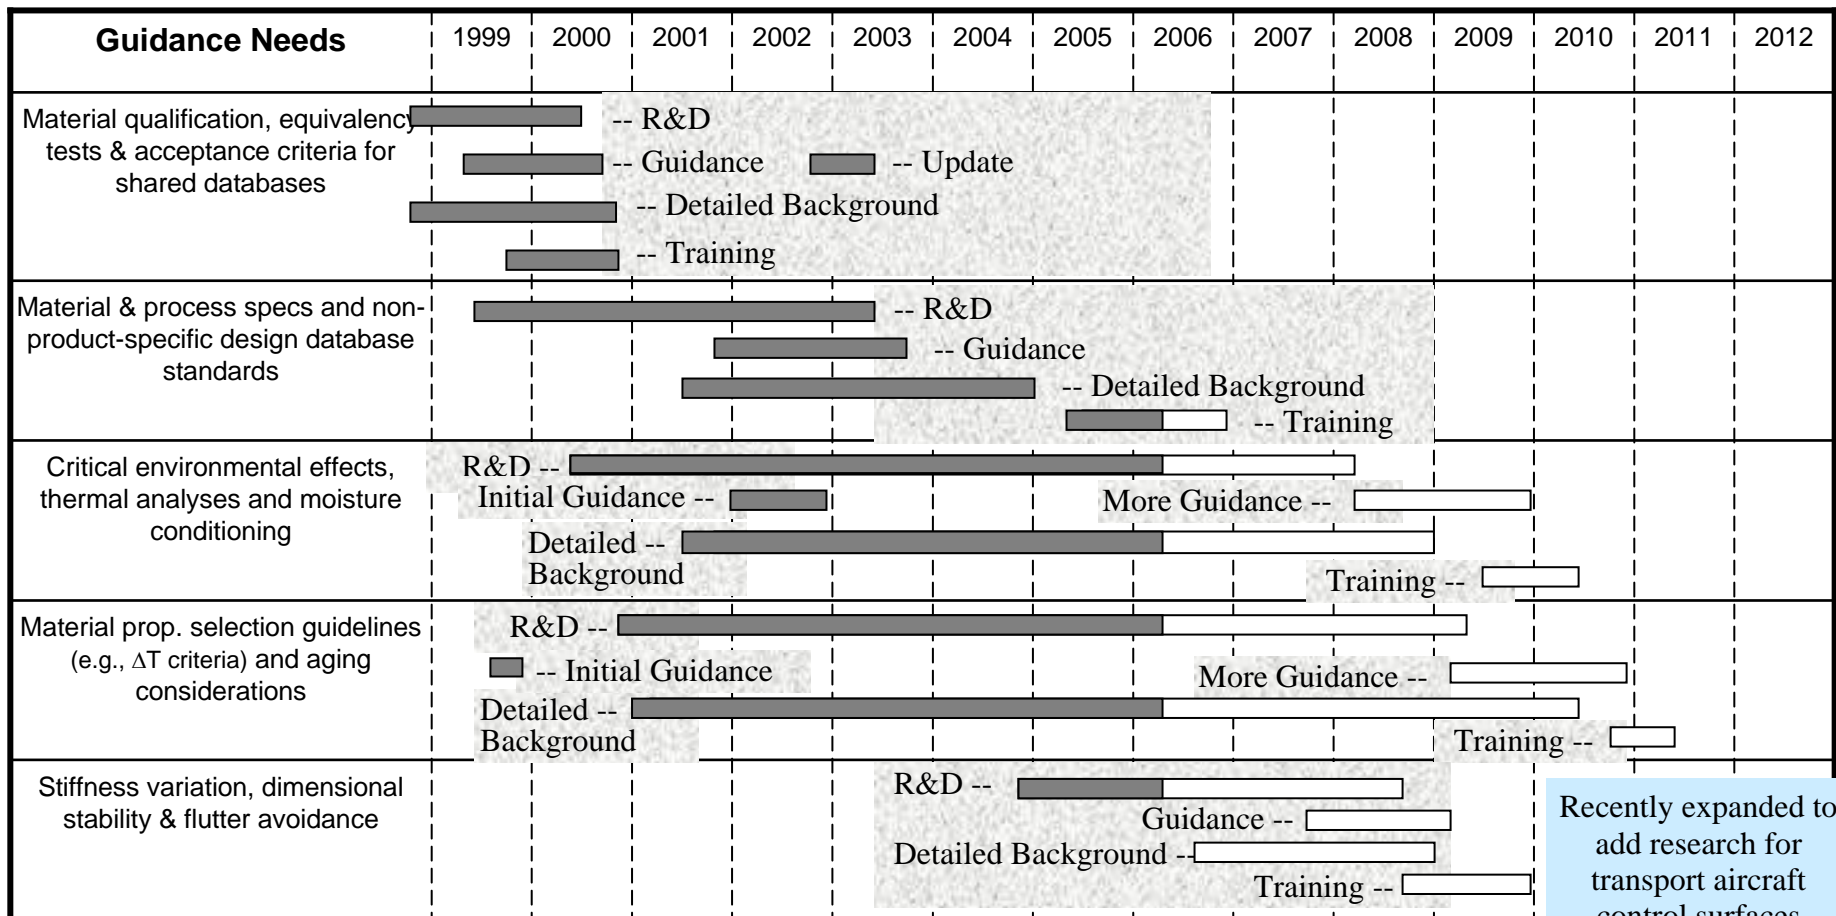 Guidance Needs 1999 2000 2001 2002 2003 2004 2005 2006 2007 2008 2009 2010 2011 2012
Material qualification, equivalency
tests & acceptance criteria for
shared databases
-- R&D
-- Guidance
-- Update
-- Detailed Background
-- Training
Material & process specs and non-
product-specific design database
standards
-- R&D
-- Guidance
-- Detailed Background
-- Training
Critical environmental effects,
thermal analyses and moisture
conditioning
R&D --
Initial Guidance --
More Guidance --
Detailed --
Background
Training --
Material prop. selection guidelines
(e.g., ΔT criteria) and aging
considerations
R&D --
-- Initial Guidance
More Guidance --
Detailed --
Background
Training --
Stiffness variation, dimensional
stability & flutter avoidance
R&D --
Guidance --
Detailed Background --
Training --
Recently expanded to
add research for
transport aircraft
control surfaces